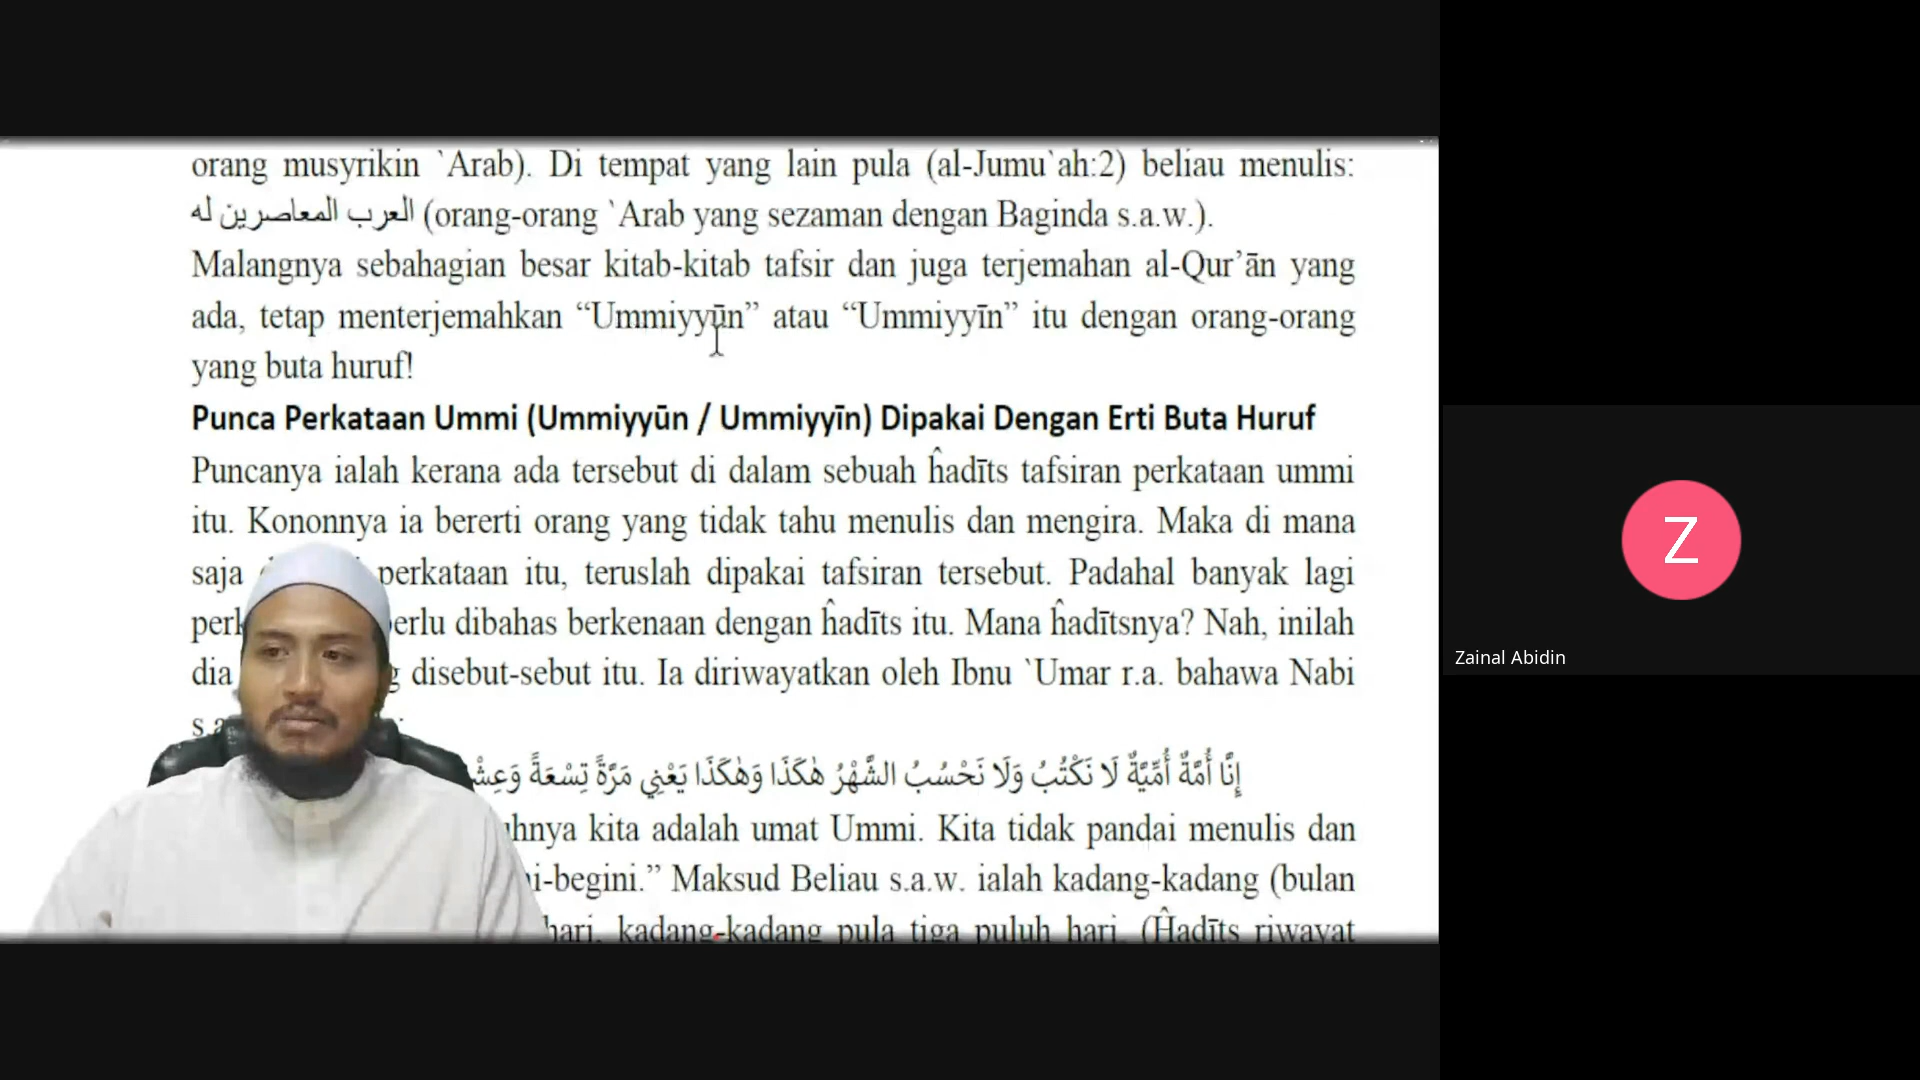 orang musyrikin `Arab). Di tempat yang lain pula (al-Jumu`ah:2) beliau menulis:
العرب المعاصرين له (orang-orang `Arab yang sezaman dengan Baginda s.a.w.).
Malangnya sebahagian besar kitab-kitab tafsir dan juga terjemahan al-Qur’ān yang
ada, tetap menterjemahkan “Ummiyyūn” atau “Ummiyyīn” itu dengan orang-orang
yang buta huruf!
Punca Perkataan Ummi (Ummiyyūn / Ummiyyīn) Dipakai Dengan Erti Buta Huruf
Puncanya ialah kerana ada tersebut di dalam sebuah ĥadīts tafsiran perkataan ummi
itu. Kononnya ia bererti orang yang tidak tahu menulis dan mengira. Maka di mana
saja perkataan itu, teruslah dipakai tafsiran tersebut. Padahal banyak lagi
dibahas berkenaan dengan ĥadīts itu. Mana ĥadītsnya? Nah, inilah
dia disebut-sebut itu. Ia diriwayatkan oleh Ibnu `Umar r.a. bahawa Nabi
إِنَّا أُمَّةٌ أُمِّيَّةٌ لَا نَكْتُبُ وَلَا نَحْسُبُ الشَّهْرُ هٰكَذَا وَهٰكَذَا يَعْنِي مَرَّةً تِسْعَةً
kita adalah umat Ummi. Kita tidak pandai menulis dan
Maksud Beliau s.a.w. ialah kadang-kadang (bulan
hari, kadang-kadang pula tiga puluh hari. (Ĥadīts riwayat
Z
Zainal Abidin